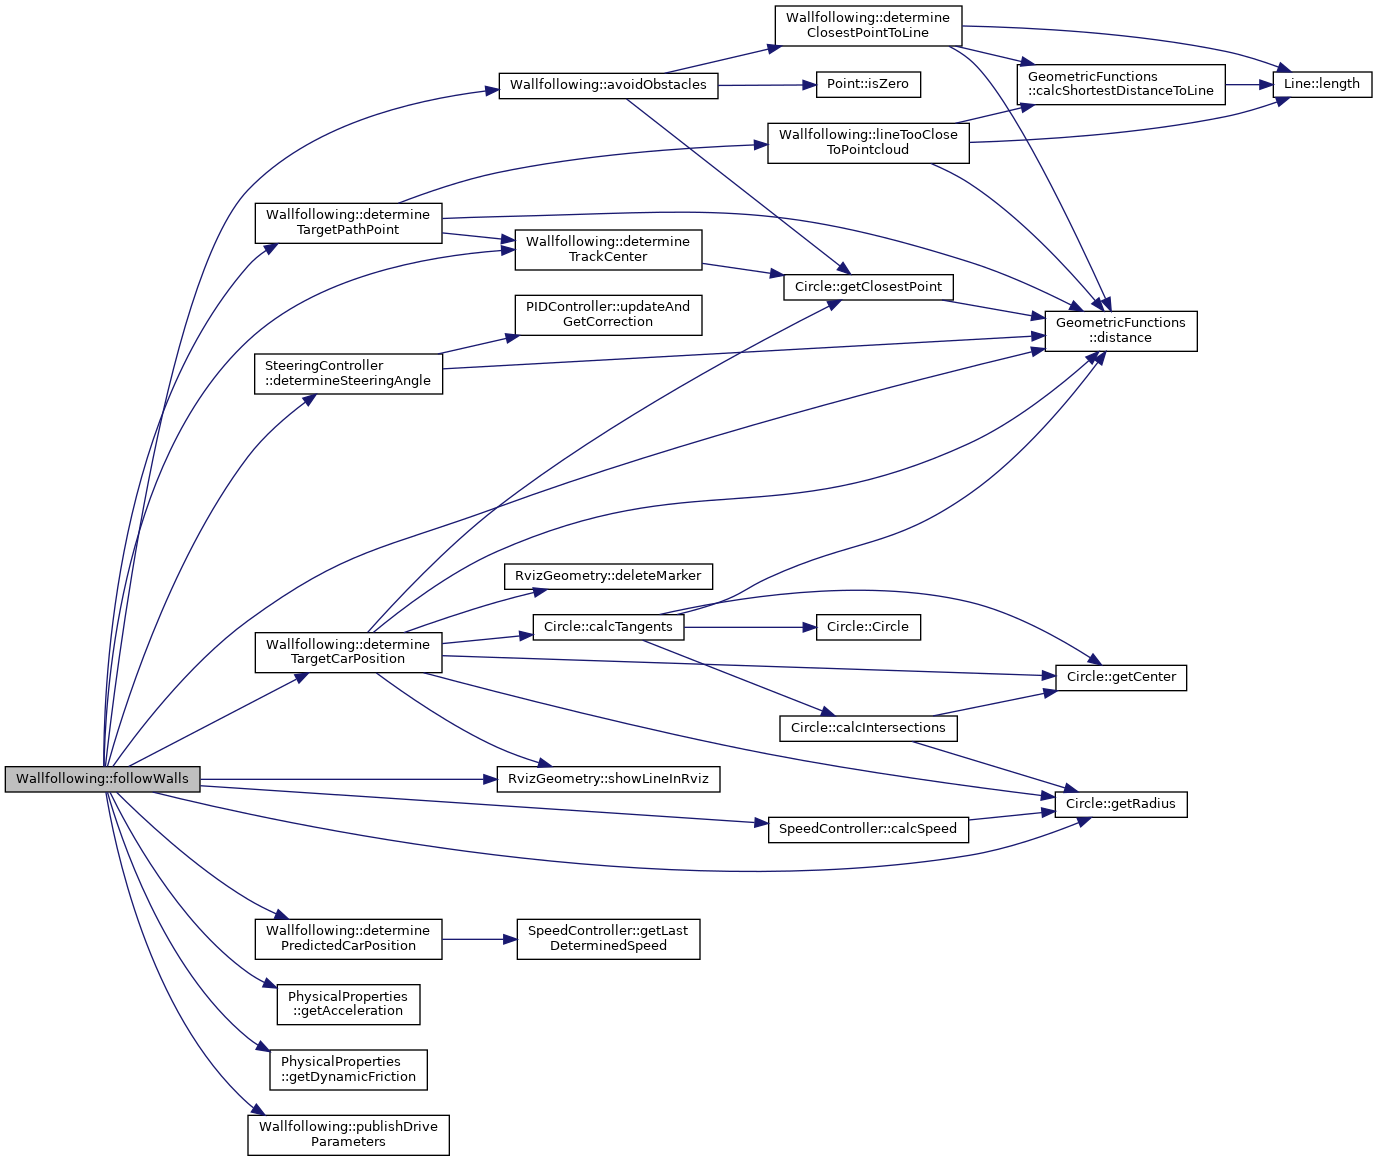 Wallfollowing::determine
ClosestPointToLine
Wallfollowing::avoidObstacles
Point::isZero
GeometricFunctions
::calcShortestDistanceToLine
Line::length
Wallfollowing::lineTooClose
ToPointcloud
Wallfollowing::determine
TargetPathPoint
Wallfollowing::determine
TrackCenter
Circle::getClosestPoint
PIDController::updateAnd
GetCorrection
GeometricFunctions
::distance
SteeringController
::determineSteeringAngle
RvizGeometry::deleteMarker
Circle::calcTangents
Circle::Circle
Wallfollowing::determine
TargetCarPosition
Circle::getCenter
Circle::calcIntersections
Wallfollowing::followWalls
RvizGeometry::showLineInRviz
Circle::getRadius
SpeedController::calcSpeed
Wallfollowing::determine
PredictedCarPosition
SpeedController::getLast
DeterminedSpeed
PhysicalProperties
::getAcceleration
PhysicalProperties
::getDynamicFriction
Wallfollowing::publishDrive
Parameters